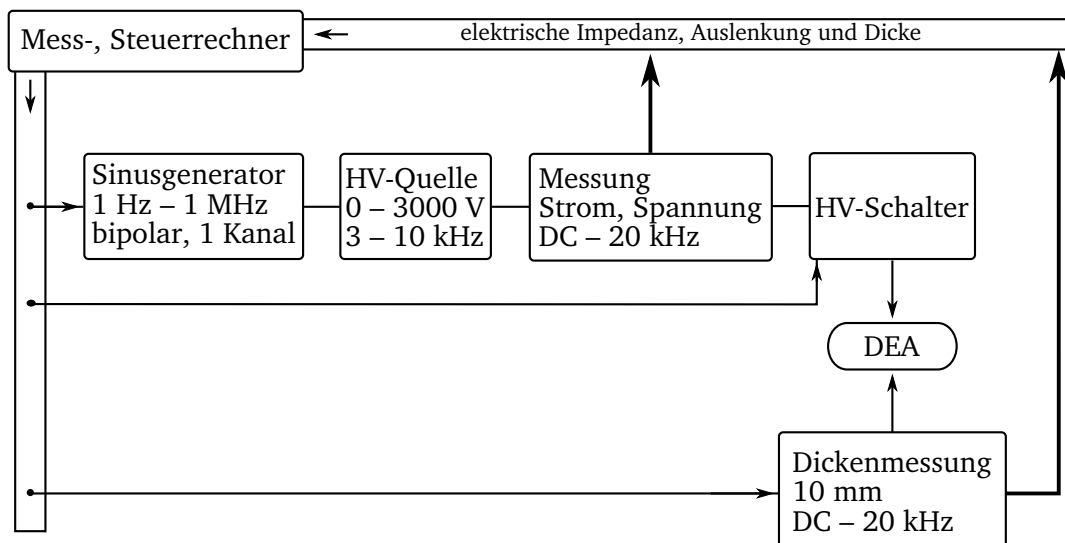 Mess-, Steuerrechner
elektrische Impedanz, Auslenkung und Dicke
Sinusgenerator
1 Hz – 1 MHz
bipolar, 1 Kanal
HV-Quelle
0 – 3000 V
3 – 10 kHz
Messung
Strom, Spannung
DC – 20 kHz
HV-Schalter
DEA
Dickenmessung
10 mm
DC – 20 kHz